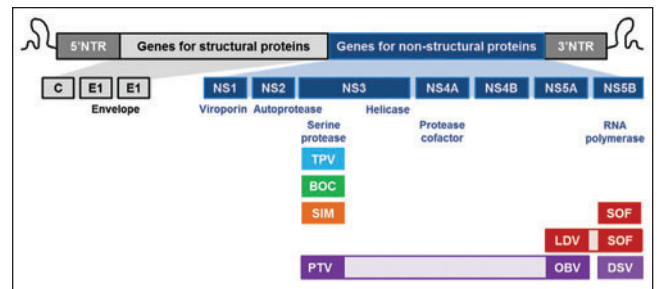 5'NTR Genes for structural proteins Genes for non-structural proteins 3'NTR
C E1 E1 NS1 NS2 NS3 NS4A NS4B NS5A NS5B
Envelope Viroporin Autoprotease Helicase
Serine protease Protease cofactor RNA polymerase
TPV
BOC
SIM SOF
LDV SOF
PTV OBV DSV